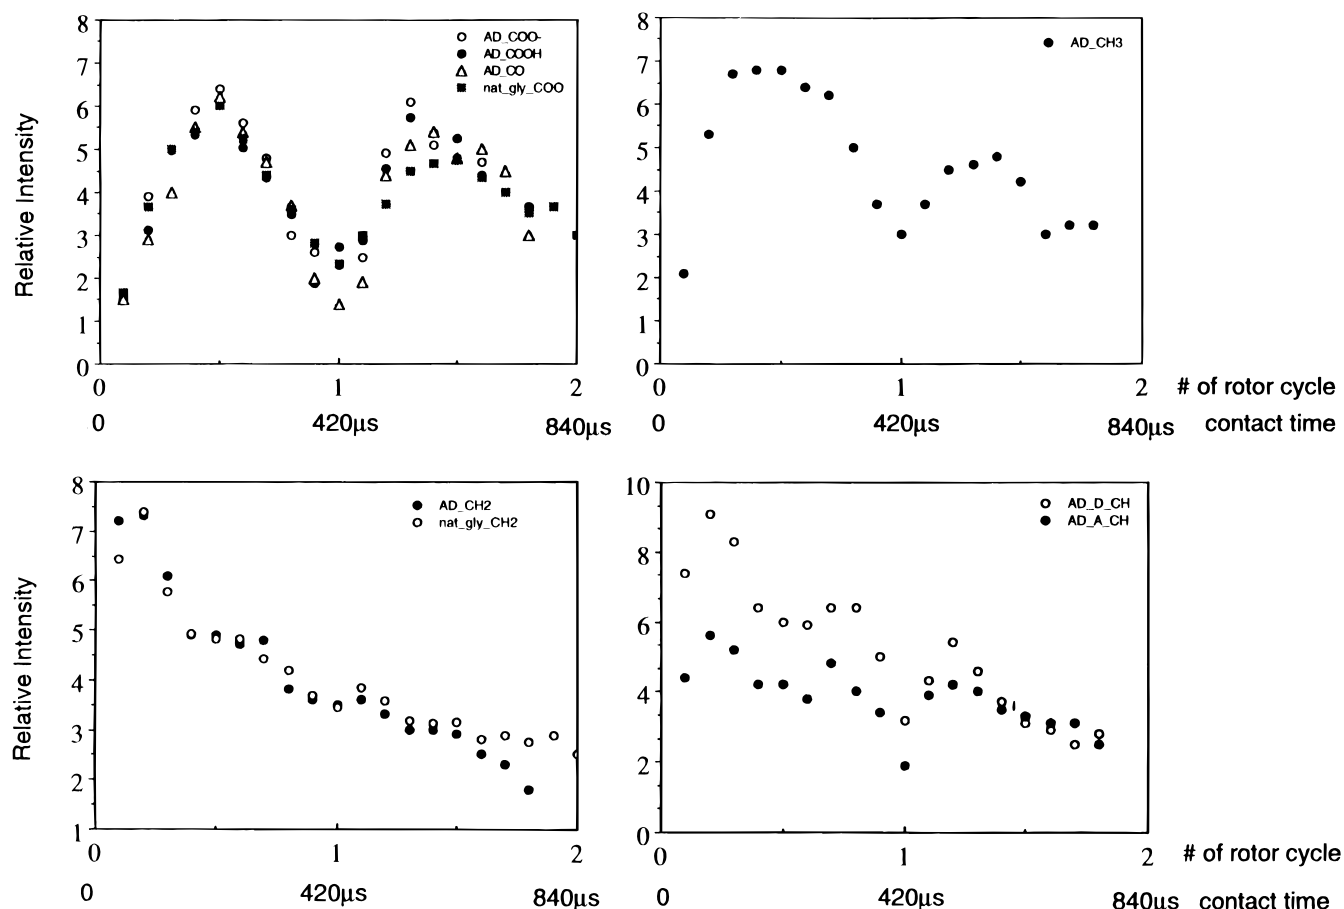 8
7
6
5
4
3
2
1
0
Relative Intensity
AD_COO-
AD_COOH
AD_CO
nat_gly_COO
0 1 2
0 420µs 840µs
8
7
6
5
4
3
2
1
0
AD_CH3
0 1 2 # of rotor cycle
420µs 840µs contact time
8
7
6
5
4
3
2
1
Relative Intensity
AD_CH2
nat_gly_CH2
0 1 2
0 420µs 840µs
10
8
6
4
2
0
AD_D_CH
AD_A_CH
0 1 2 # of rotor cycle
0 420µs 840µs contact time